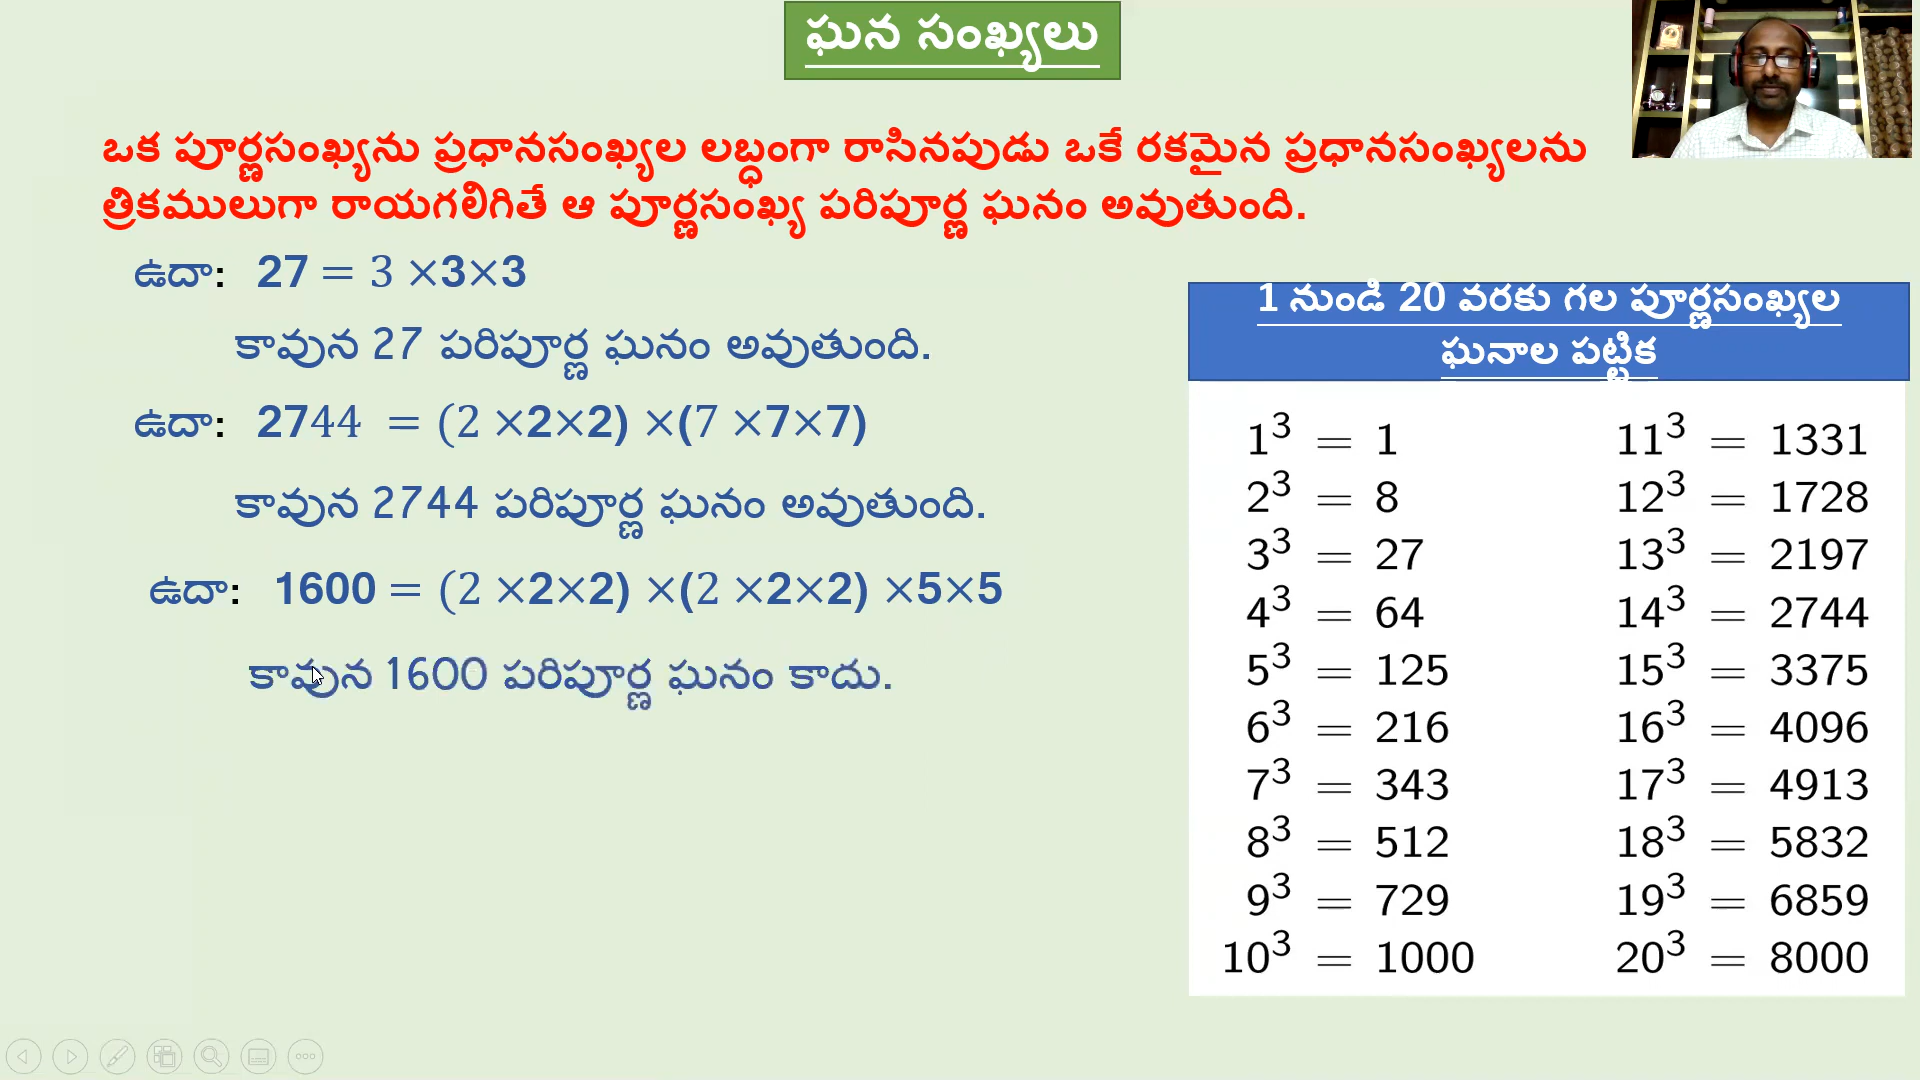 ఘన సంఖ్యలు
ఒక పూర్ణసంఖ్యను ప్రధానసంఖ్యల లబ్ధంగా రాసినపుడు ఒకే రకమైన ప్రధానసంఖ్యలను
త్రికములుగా రాయగలిగితే ఆ పూర్ణసంఖ్య పరిపూర్ణ ఘనం అవుతుంది.
ఉదా: 27 = 3 ×3×3
కావున 27 పరిపూర్ణ ఘనం అవుతుంది.
ఉదా: 2744 = (2 ×2×2) ×(7 ×7×7)
కావున 2744 పరిపూర్ణ ఘనం అవుతుంది.
ఉదా: 1600 = (2 ×2×2) ×(2 ×2×2) ×5×5
కావున 1600 పరిపూర్ణ ఘనం కాదు.
1 నుండి 20 వరకు గల పూర్ణసంఖ్యల
ఘనాల పట్టిక
1³ = 1
2³ = 8
3³ = 27
4³ = 64
5³ = 125
6³ = 216
7³ = 343
8³ = 512
9³ = 729
10³ = 1000
11³ = 1331
12³ = 1728
13³ = 2197
14³ = 2744
15³ = 3375
16³ = 4096
17³ = 4913
18³ = 5832
19³ = 6859
20³ = 8000